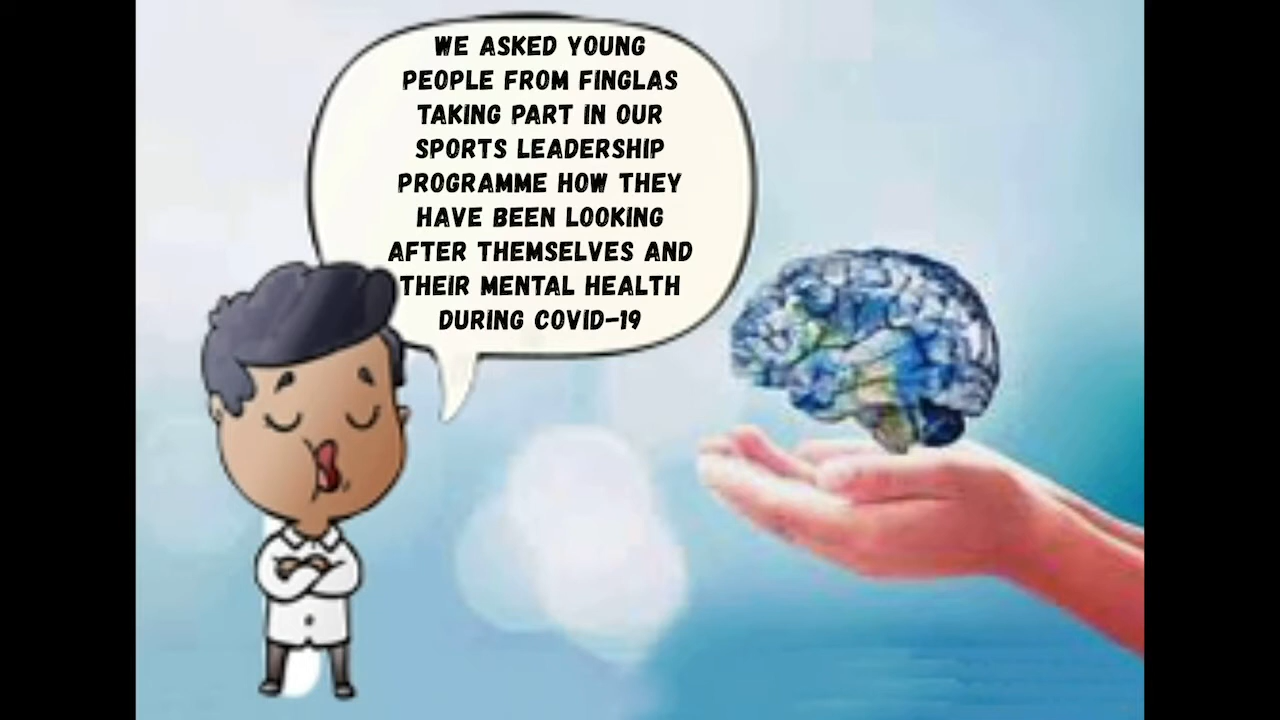 WE ASKED YOUNG
PEOPLE FROM FINGLAS
TAKING PART IN OUR
SPORTS LEADERSHIP
PROGRAMME HOW THEY
HAVE BEEN LOOKING
AFTER THEMSELVES AND
THEIR MENTAL HEALTH
DURING COVID-19